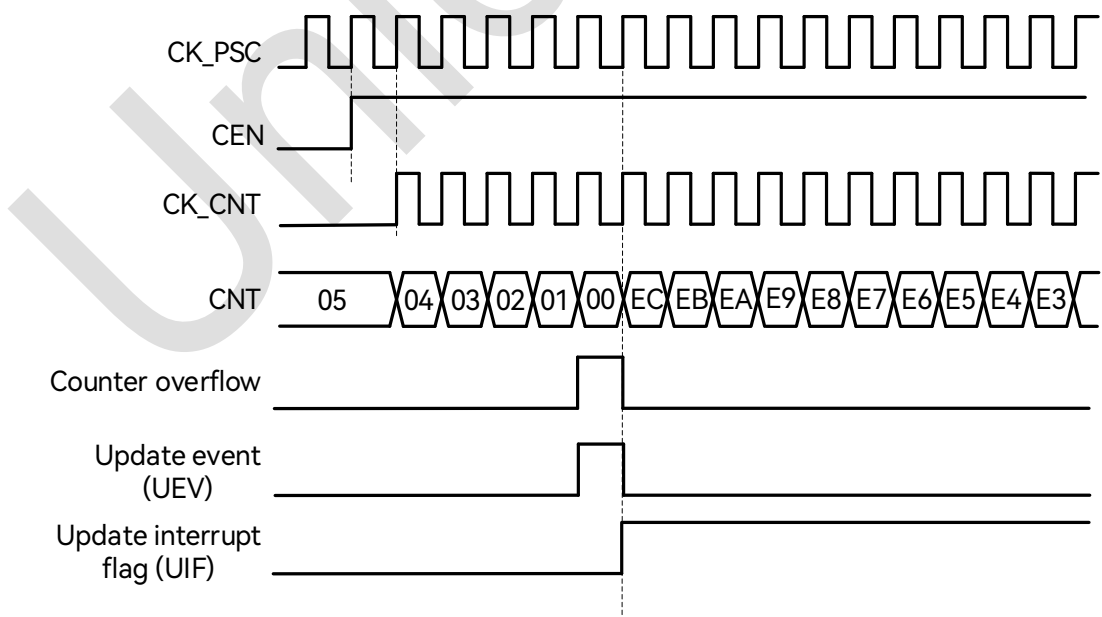 CK_PSC
CEN
CK_CNT
CNT 05 04 03 02 01 00 EC EB EA E9 E8 E7 E6 E5 E4 E3
Counter overflow
Update event
(UEV)
Update interrupt
flag (UIF)